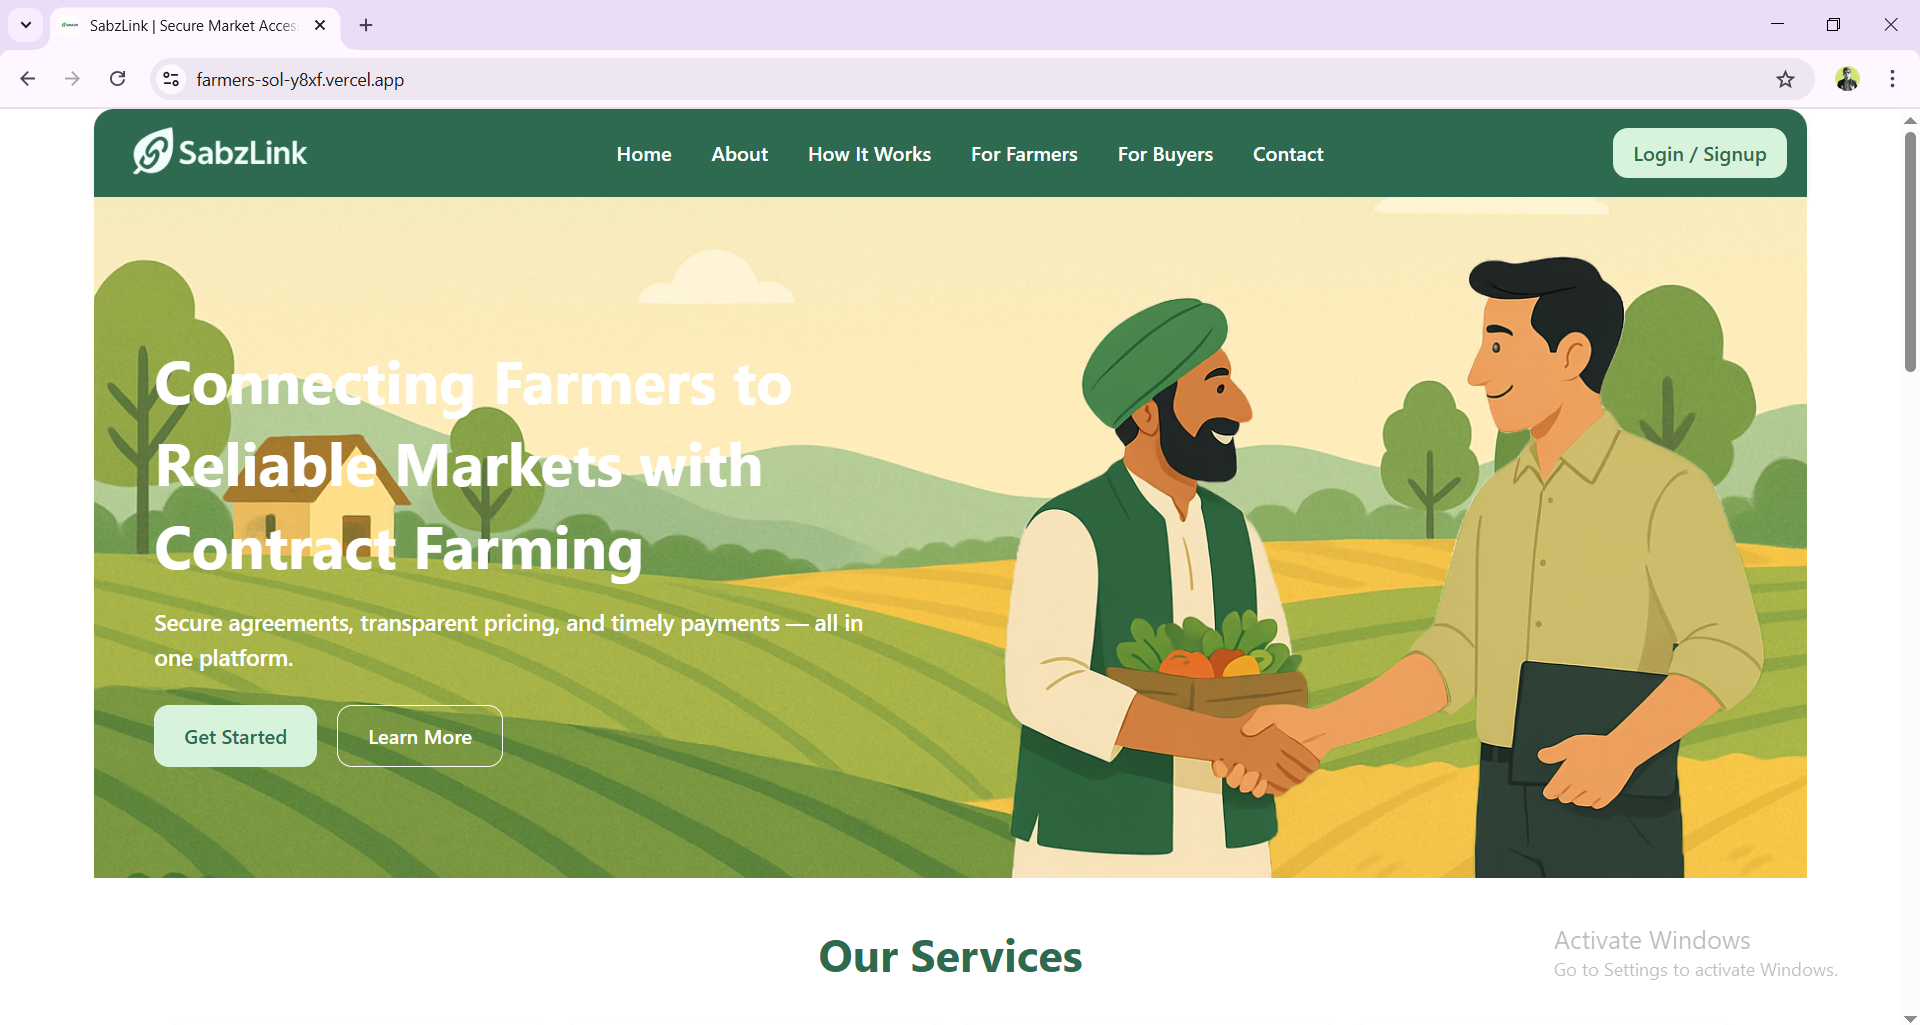 SabzLink | Secure Market Acces
farmers-sol-y8xf.vercel.app
SabzLink
Home
About
How It Works
For Farmers
For Buyers
Contact
Login / Signup
Connecting Farmers to
Reliable Markets with
Contract Farming
Secure agreements, transparent pricing, and timely payments — all in
one platform.
Get Started
Learn More
Our Services
Activate Windows
Go to Settings to activate Windows.